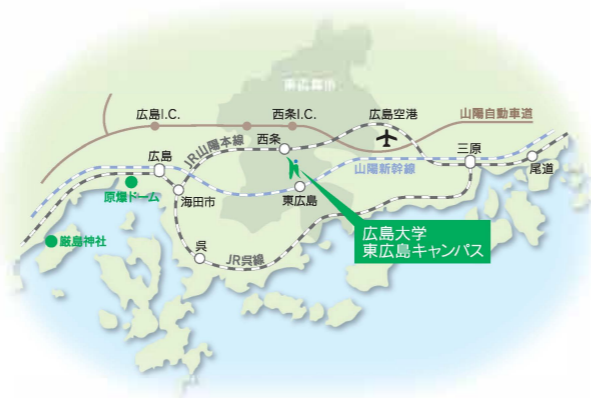 東広島市
広島I.C.
西条I.C.
広島空港
山陽自動車道
JR山陽本線
西条
広島
山陽新幹線
三原
尾道
原爆ドーム
海田市
東広島
広島大学
東広島キャンパス
厳島神社
呉
JR呉線